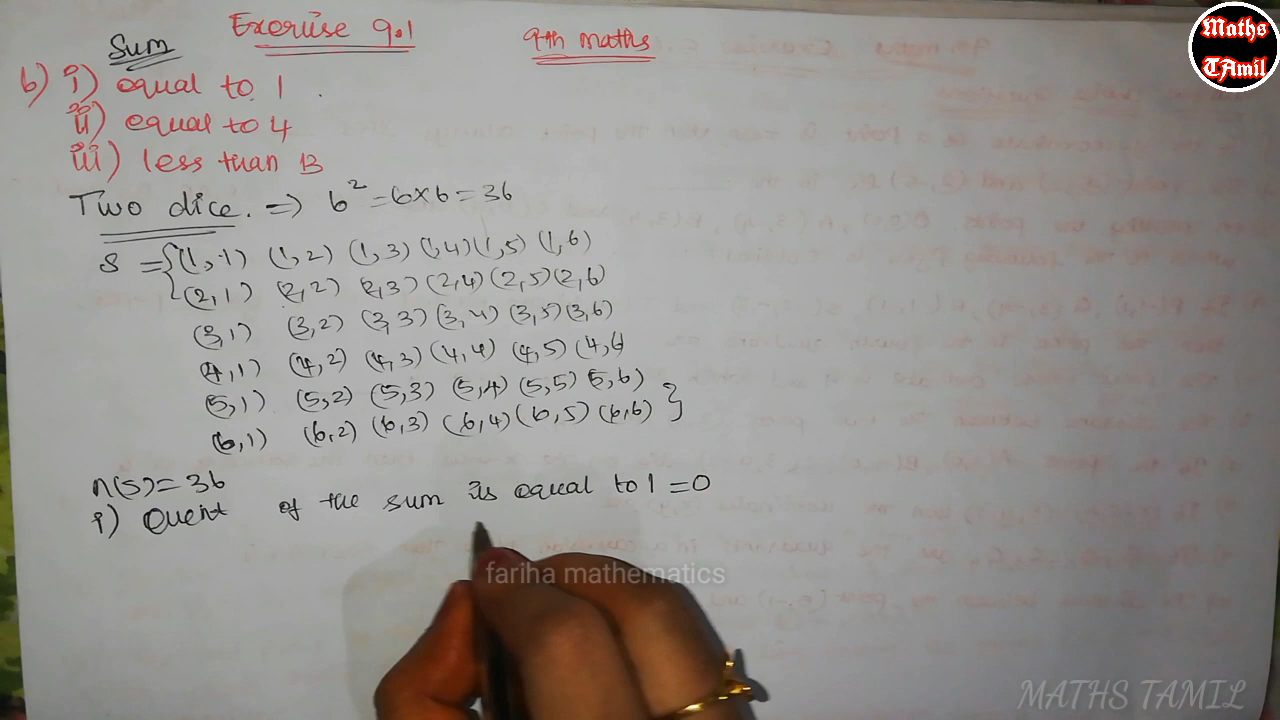 Exercise 9.1
9th maths
Maths
TAmil
Sum
6) i) equal to 1
ii) equal to 4
iii) less than 13
Two dice. => 6² = 6×6 = 36
S = {(1,1) (1,2) (1,3) (1,4) (1,5) (1,6)
(2,1) (2,2) (2,3) (2,4) (2,5) (2,6)
(3,1) (3,2) (3,3) (3,4) (3,5) (3,6)
(4,1) (4,2) (4,3) (4,4) (4,5) (4,6)
(5,1) (5,2) (5,3) (5,4) (5,5) (5,6)
(6,1) (6,2) (6,3) (6,4) (6,5) (6,6) }
n(S) = 36
i) of the sum is equal to 1 = 0
fariha mathematics
MATHS TAMIL